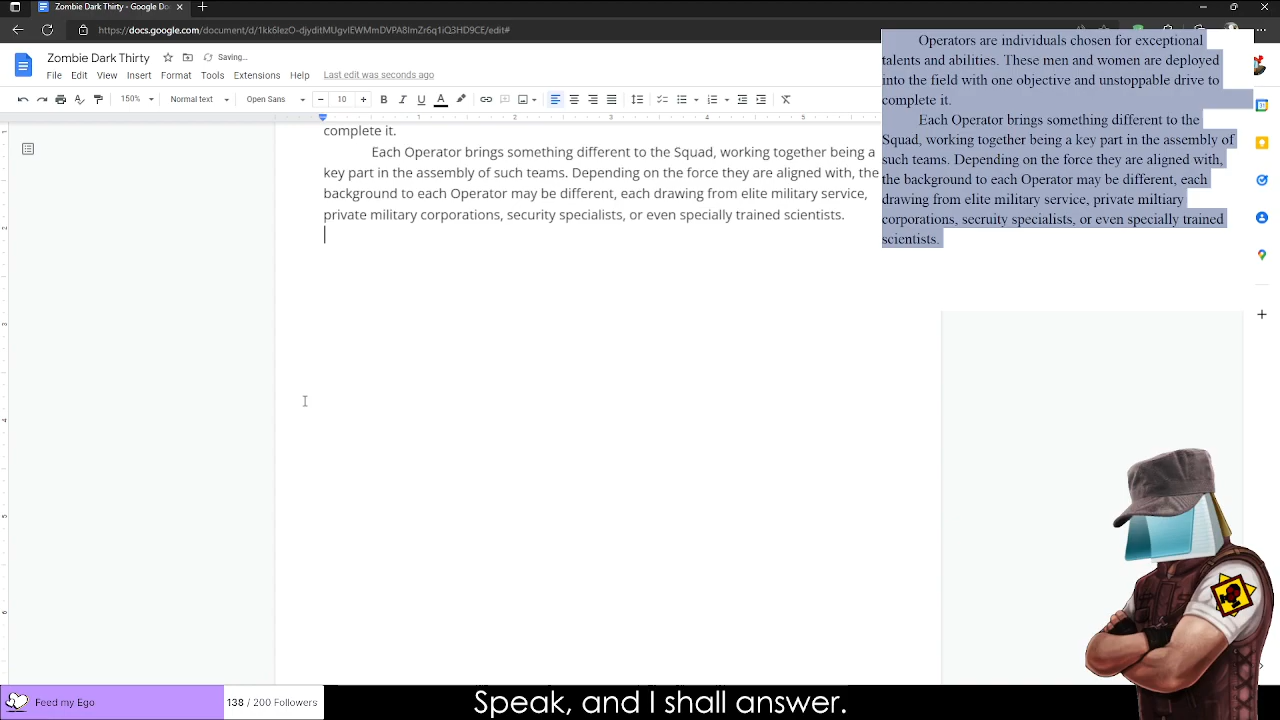 Zombie Dark Thirty - Google Docs
https://docs.google.com/document/d/
Zombie Dark Thirty
Saving...
File Edit View Insert Format Tools Extensions Help Last edit was seconds ago
150% Normal text Open Sans 10
1 2 3 4 5
complete it.
Each Operator brings something different to the Squad, working together being a
key part in the assembly of such teams. Depending on the force they are aligned with, the
background to each Operator may be different, each drawing from elite military service,
private military corporations, security specialists, or even specially trained scientists.
Operators are individuals chosen for exceptional
talents and abilities. These men and women are deployed
into the field with one objective and unstoppable drive to
complete it.
Each Operator brings something different to the
Squad, working together being a key part in the assembly of
such teams. Depending on the force they are aligned with,
the background to each Operator may be different, each
drawing from elite military service, private miltiary
corporations, secruity specialists, or even specially trained
scientists.
Feed my Ego
138 / 200 Followers
Speak, and I shall answer.